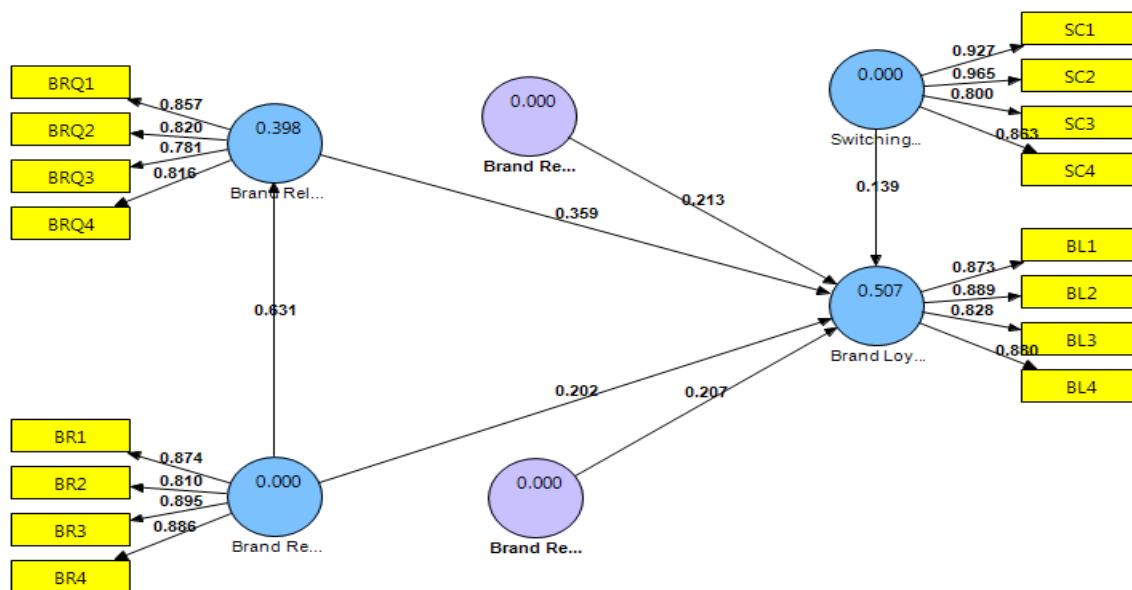 SC1
0.927
0.000
SC2
0.965
0.800
SC3
0.863
SC4
Switching...
0.139
BRQ1
0.857
BRQ2
0.820
0.781
BRQ3
0.816
BRQ4
0.398
Brand Rel...
0.000
Brand Re...
0.213
0.359
0.631
BL1
0.873
0.507
BL2
0.889
0.828
BL3
0.880
BL4
Brand Loy...
0.202
0.207
BR1
0.874
BR2
0.810
0.895
BR3
0.886
BR4
0.000
Brand Re...
0.000
Brand Re...